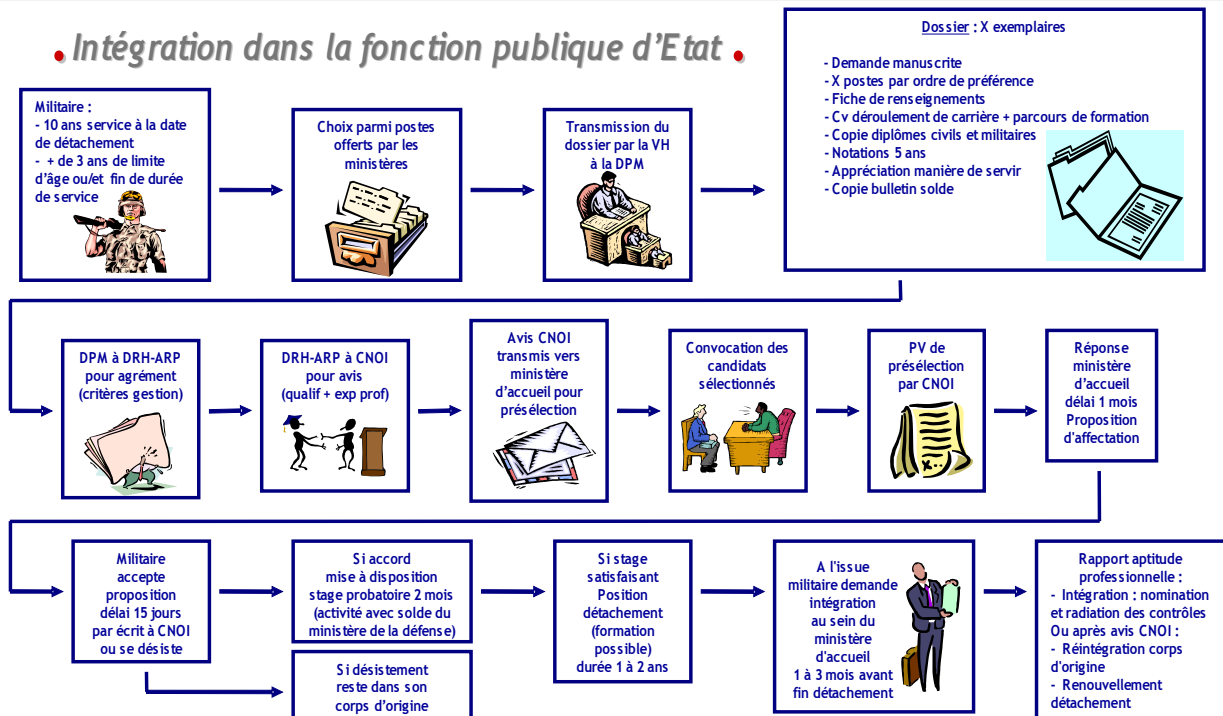 . Intégration dans la fonction publique d'Etat .
Militaire :
- 10 ans service à la date
de détachement
- + de 3 ans de limite
d'âge ou/et fin de durée
de service
Choix parmi postes
offerts par les
ministères
Transmission du
dossier par la VH
à la DPM
Dossier : X exemplaires
- Demande manuscrite
- X postes par ordre de préférence
- Fiche de renseignements
- Cv déroulement de carrière + parcours de formation
- Copie diplômes civils et militaires
- Notations 5 ans
- Appréciation manière de servir
- Copie bulletin solde
DPM à DRH-ARP
pour agrément
(critères gestion)
DRH-ARP à CNOI
pour avis
(qualif + exp prof)
Avis CNOI
transmis vers
ministère
d'accueil pour
présélection
Convocation des
candidats
sélectionnés
PV de
présélection
par CNOI
Réponse
ministère
d'accueil
délai 1 mois
Proposition
d'affectation
Militaire
accepte
proposition
délai 15 jours
par écrit à CNOI
ou se désiste
Si accord
mise à disposition
stage probatoire 2 mois
(activité avec solde du
ministère de la défense)
Si désistement
reste dans son
corps d'origine
Si stage
satisfaisant
Position
détachement
(formation
possible)
durée 1 à 2 ans
A l'issue
militaire demande
intégration
au sein du
ministère
d'accueil
1 à 3 mois avant
fin détachement
Rapport aptitude
professionnelle :
- Intégration : nomination
et radiation des contrôles
Ou après avis CNOI :
- Réintégration corps
d'origine
- Renouvellement
détachement